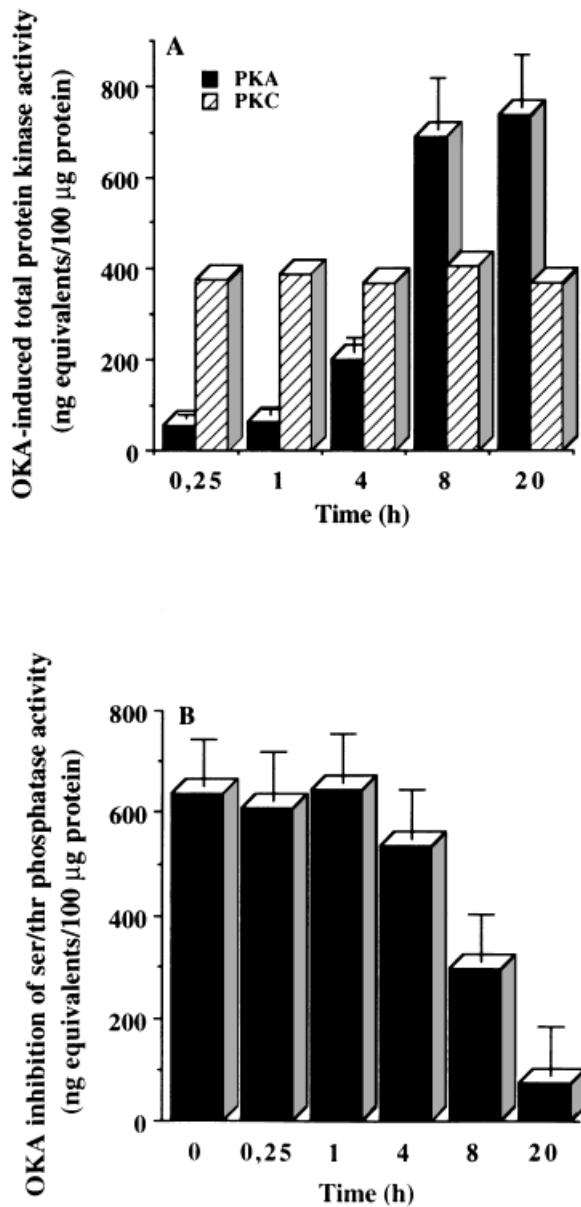 OKA-induced total protein kinase activity
(ng equivalents/100 µg protein)
A
PKA
PKC
800
600
400
200
0
0,25 1 4 8 20
Time (h)
OKA inhibition of ser/thr phosphatase activity
(ng equivalents/100 µg protein)
B
800
600
400
200
0
0 0,25 1 4 8 20
Time (h)